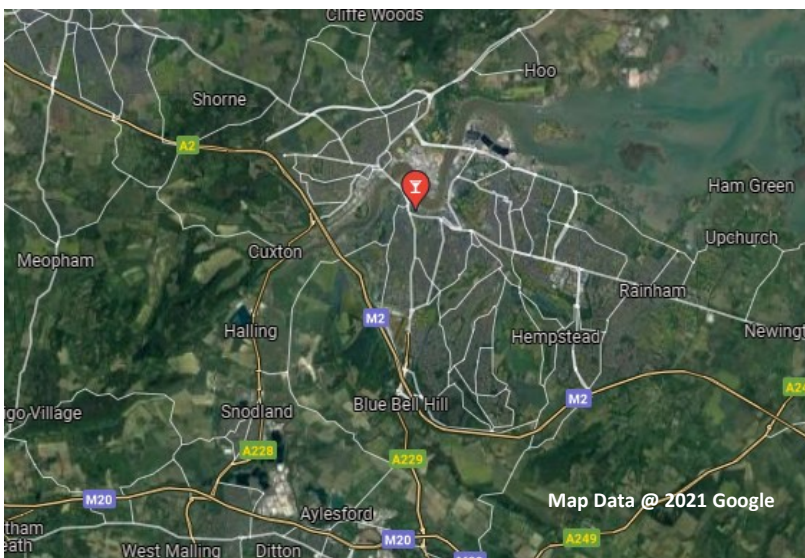 Cliffe Woods
Hoo
Shorne
A2
Ham Green
Upchurch
Cuxton
Meopham
Rainham
M2
Halling
Hempstead
Newingt
M2
A24
Blue Bell Hill
igo Village
Snodland
A228
A229
M20
Map Data @ 2021 Google
Aylesford
tham
eath
M20
A249
West Malling
Ditton